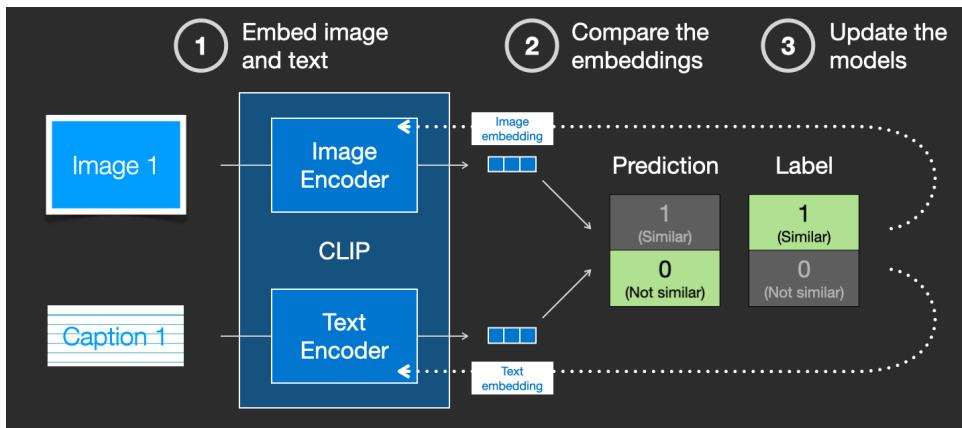 1
Embed image
and text
2
Compare the
embeddings
3
Update the
models
Image 1
Image
Encoder
CLIP
Caption 1
Text
Encoder
Image
embedding
Text
embedding
Prediction
1
(Similar)
0
(Not similar)
Label
1
(Similar)
0
(Not similar)